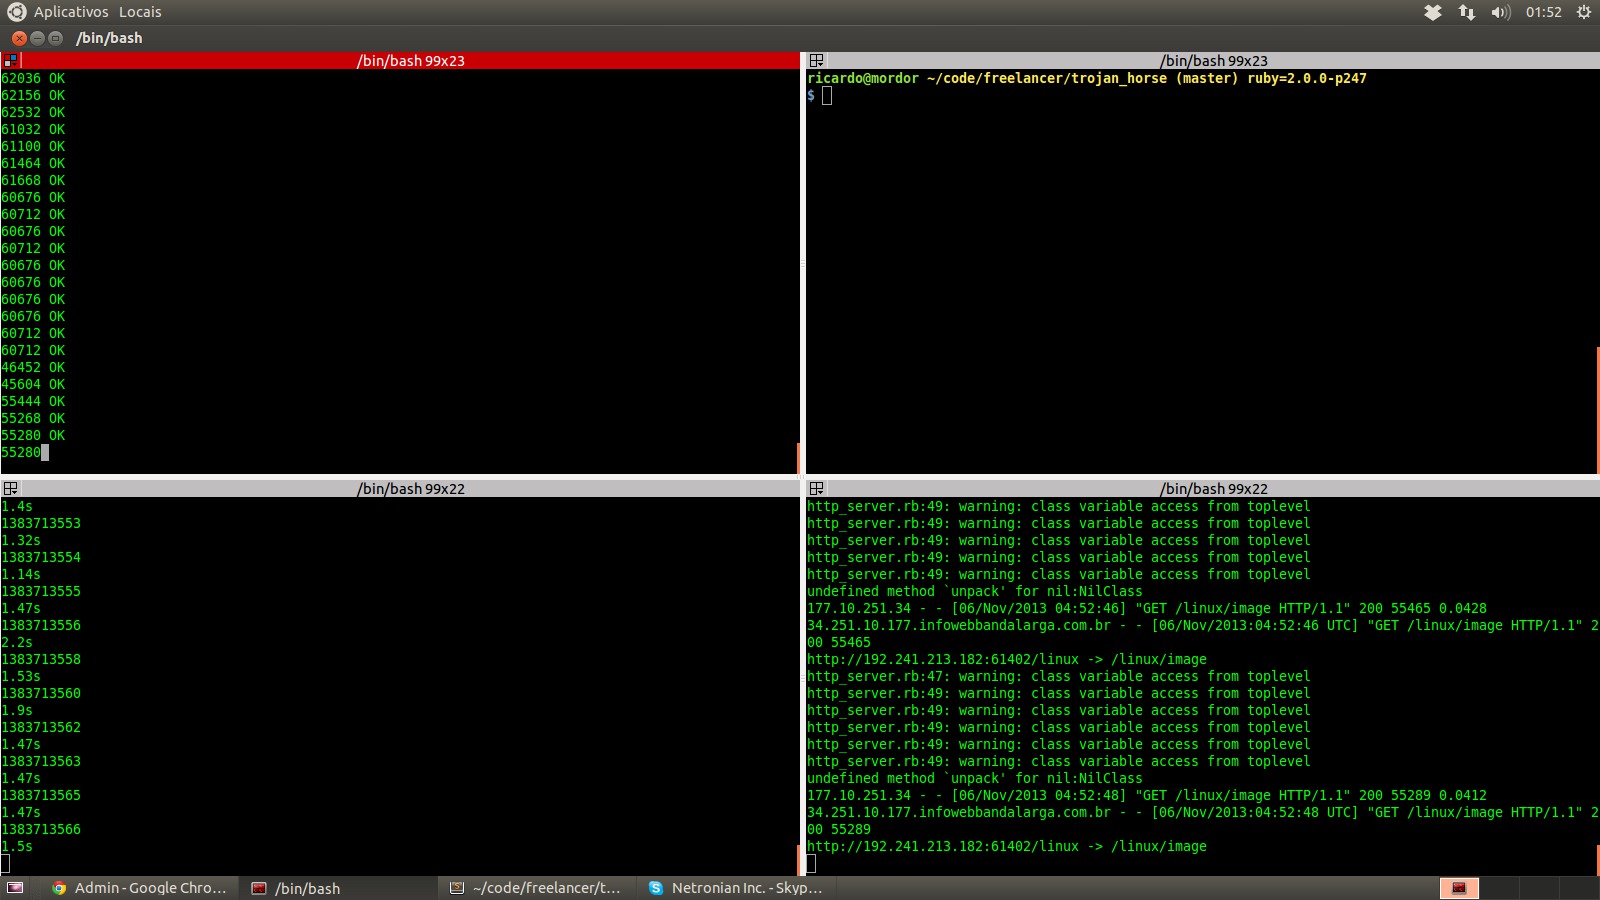 Aplicativos Locais
01:52
/bin/bash
/bin/bash 99x23
62036 OK
62156 OK
62532 OK
61032 OK
61100 OK
61464 OK
61668 OK
60676 OK
60712 OK
60676 OK
60712 OK
60676 OK
60676 OK
60676 OK
60676 OK
60712 OK
60712 OK
46452 OK
45604 OK
55444 OK
55268 OK
55280 OK
55280
/bin/bash 99x23
ricardo@mordor ~/code/freelancer/trojan_horse (master) ruby=2.0.0-p247
$
/bin/bash 99x22
1.4s
1383713553
1.32s
1383713554
1.14s
1383713555
1.47s
1383713556
2.2s
1383713558
1.53s
1383713560
1.9s
1383713562
1.47s
1383713563
1.47s
1383713565
1.47s
1383713566
1.5s
/bin/bash 99x22
http_server.rb:49: warning: class variable access from toplevel
http_server.rb:49: warning: class variable access from toplevel
http_server.rb:49: warning: class variable access from toplevel
http_server.rb:49: warning: class variable access from toplevel
http_server.rb:49: warning: class variable access from toplevel
undefined method `unpack' for nil:NilClass
177.10.251.34 - - [06/Nov/2013 04:52:46] "GET /linux/image HTTP/1.1" 200 55465 0.0428
34.251.10.177.infowebbandalarga.com.br - - [06/Nov/2013:04:52:46 UTC] "GET /linux/image HTTP/1.1" 2
00 55465
http://192.241.213.182:61402/linux -> /linux/image
http_server.rb:47: warning: class variable access from toplevel
http_server.rb:49: warning: class variable access from toplevel
http_server.rb:49: warning: class variable access from toplevel
http_server.rb:49: warning: class variable access from toplevel
http_server.rb:49: warning: class variable access from toplevel
http_server.rb:49: warning: class variable access from toplevel
undefined method `unpack' for nil:NilClass
177.10.251.34 - - [06/Nov/2013 04:52:48] "GET /linux/image HTTP/1.1" 200 55289 0.0412
34.251.10.177.infowebbandalarga.com.br - - [06/Nov/2013:04:52:48 UTC] "GET /linux/image HTTP/1.1" 2
00 55289
http://192.241.213.182:61402/linux -> /linux/image
Admin - Google Chro...
/bin/bash
~/code/freelancer/t...
Netronian Inc. - Skyp...